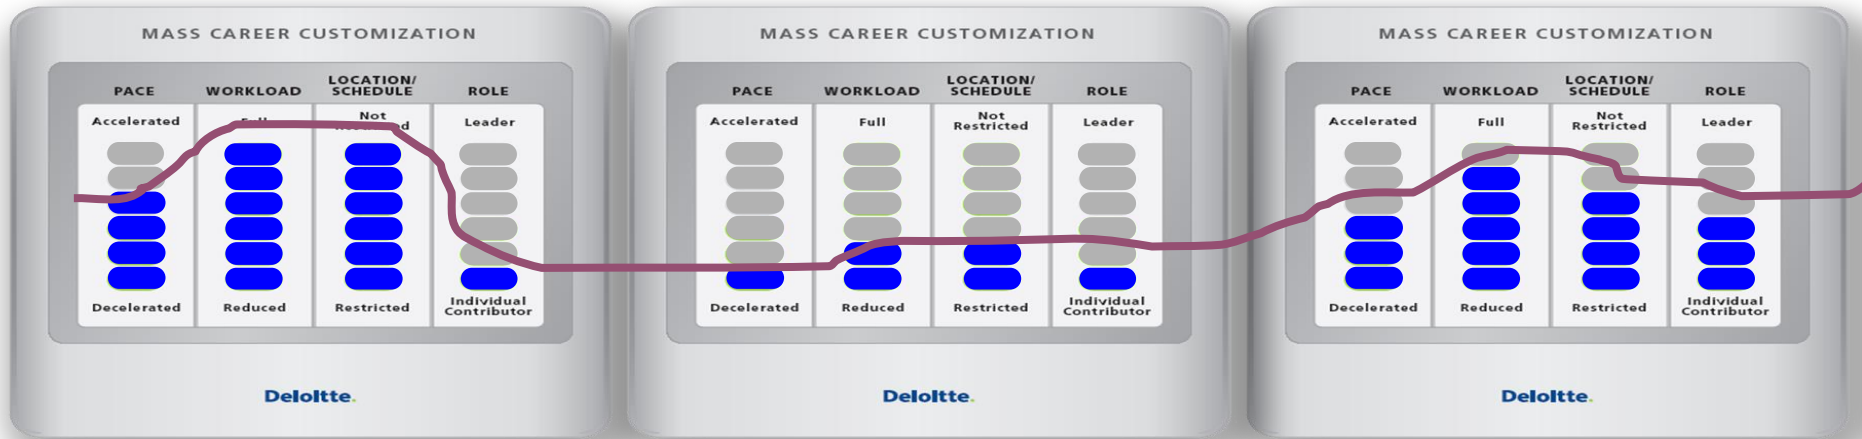 MASS CAREER CUSTOMIZATION
PACE WORKLOAD LOCATION/ SCHEDULE ROLE
Accelerated Not Leader
Decelerated Reduced Restricted Individual Contributor
Deloitte.
MASS CAREER CUSTOMIZATION
PACE WORKLOAD LOCATION/ SCHEDULE ROLE
Accelerated Full Not Restricted Leader
Decelerated Reduced Restricted Individual Contributor
Deloitte.
MASS CAREER CUSTOMIZATION
PACE WORKLOAD LOCATION/ SCHEDULE ROLE
Accelerated Full Not Restricted Leader
Decelerated Reduced Restricted Individual Contributor
Deloitte.